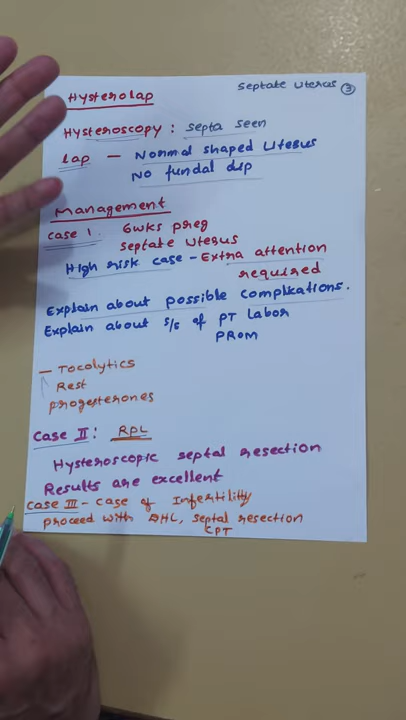 Septate Uterus 3
Hysterolap
Hysteroscopy : septa seen
Lap — Normal shaped Uterus
No fundal dip
Management
Case 1. 6wks preg
septate Uterus
High risk case - Extra attention
required
Explain about possible complications.
Explain about s/s of PT Labor
PROM
— Tocolytics
Rest
progesterones
Case II : RPL
Hysteroscopic septal resection
Results are excellent
Case III - Case of Infertility
proceed with DHL, septal resection
CPT